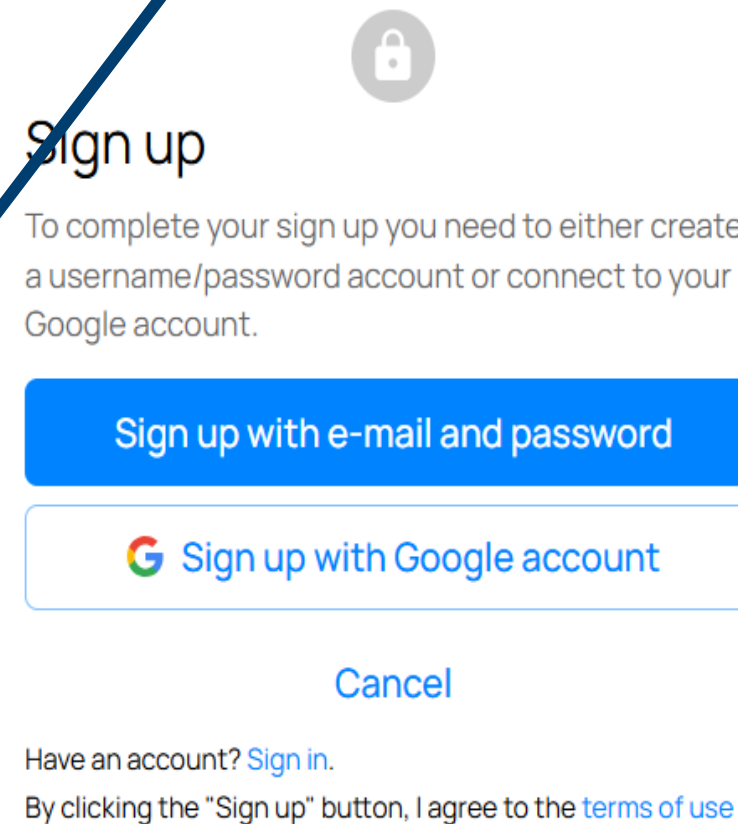 Sign up
To complete your sign up you need to either create
a username/password account or connect to your
Google account.
Sign up with e-mail and password
Sign up with Google account
Cancel
Have an account? Sign in.
By clicking the "Sign up" button, I agree to the terms of use